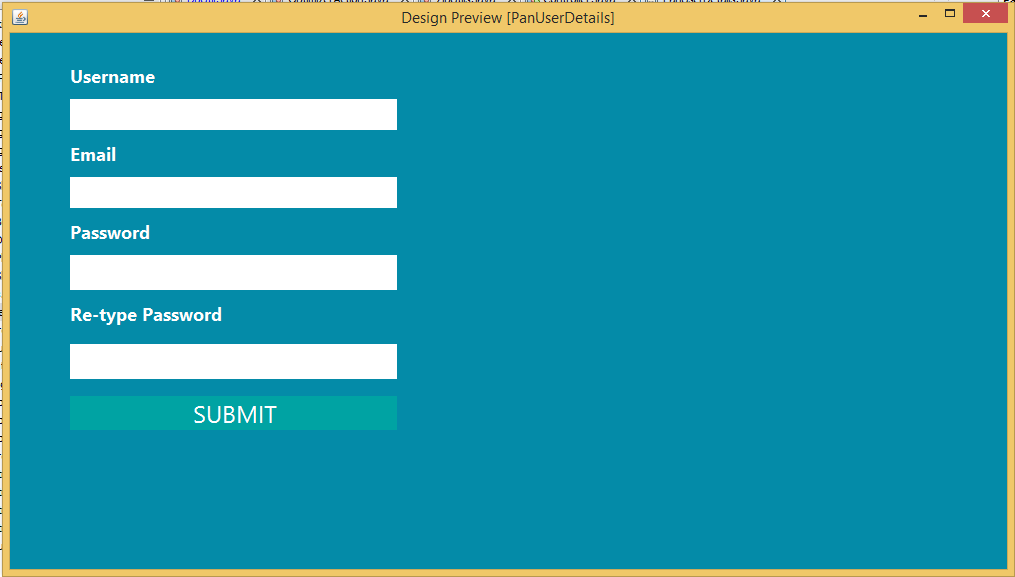 Design Preview [PanUserDetails]
Username
Email
Password
Re-type Password
SUBMIT